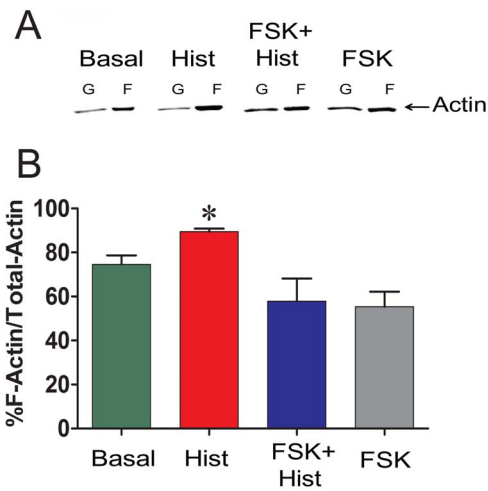 A
Basal Hist FSK+
Hist FSK
G F G F G F G F
←Actin
B
%F-Actin/Total-Actin
100
80
60
40
20
0
*
Basal Hist FSK+
Hist FSK